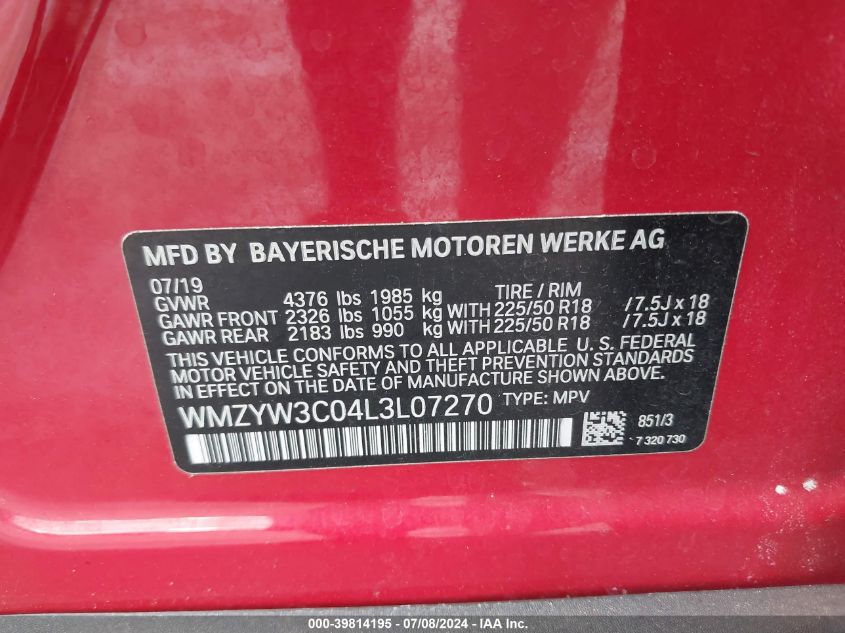 MFD BY BAYERISCHE MOTOREN WERKE AG
07/19 TIRE / RIM
GVWR 4376 lbs 1985 kg
GAWR FRONT 2326 lbs 1055 kg WITH 225/50 R18 /7.5J x 18
GAWR REAR 2183 lbs 990 kg WITH 225/50 R18 /7.5J x 18
THIS VEHICLE CONFORMS TO ALL APPLICABLE U. S. FEDERAL
MOTOR VEHICLE SAFETY AND THEFT PREVENTION STANDARDS
IN EFFECT ON THE DATE OF MANUFACTURE SHOWN ABOVE.
WMZYW3C04L3L07270 TYPE: MPV
851/3
7 320 730
000-39814195 - 07/08/2024 - IAA Inc.